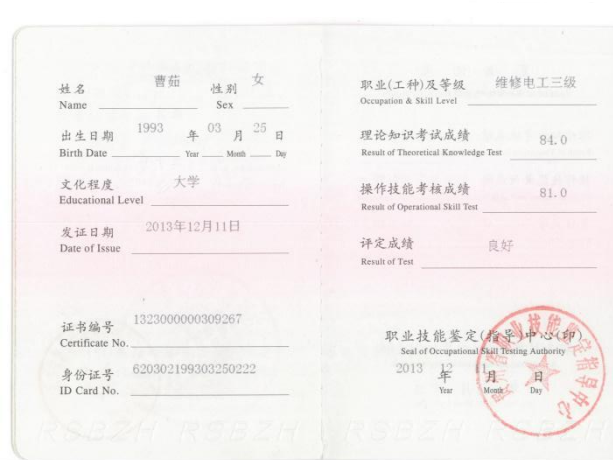 姓名 曹茹 性别 女
Name Sex
出生日期 1993 年 03 月 25 日
Birth Date Year Month Day
文化程度 大学
Educational Level
发证日期 2013年12月11日
Date of Issue
证书编号 1323000000309267
Certificate No.
身份证号 620302199303250222
ID Card No.
职业(工种)及等级 维修电工三级
Occupation & Skill Level
理论知识考试成绩 84.0
Result of Theoretical Knowledge Test
操作技能考核成绩 81.0
Result of Operational Skill Test
评定成绩 良好
Result of Test
职业技能鉴定(指导)中心(印)
Seal of Occupational Skill Testing Authority
2013 年 12 月 11 日
Year Month Day
RSBZH RSBZH RSBZH RSBZH